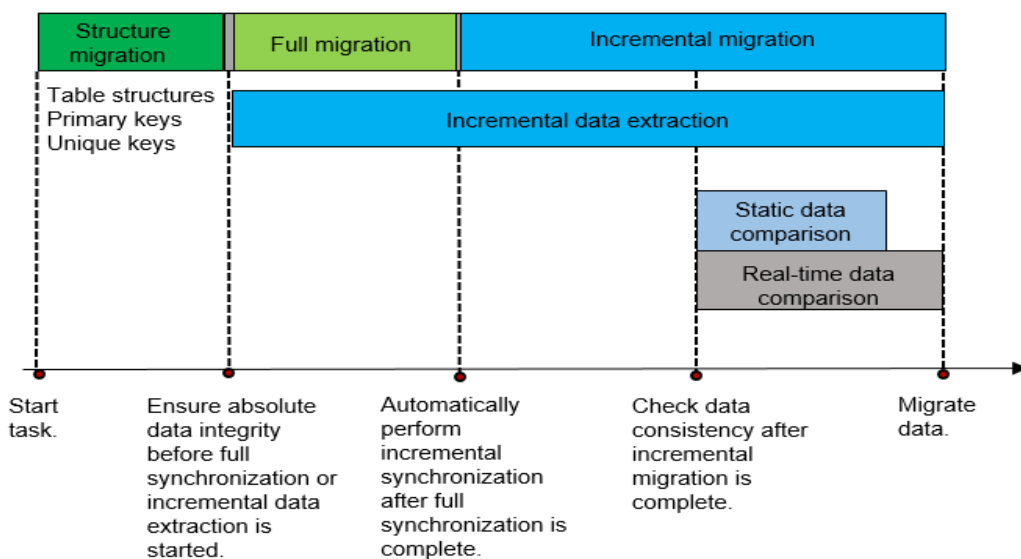 Structure
migration
Full migration
Incremental migration
Table structures
Primary keys
Unique keys
Incremental data extraction
Static data
comparison
Real-time data
comparison
Start
task.
Ensure absolute
data integrity
before full
synchronization or
incremental data
extraction is
started.
Automatically
perform
incremental
synchronization
after full
synchronization is
complete.
Check data
consistency after
incremental
migration is
complete.
Migrate
data.